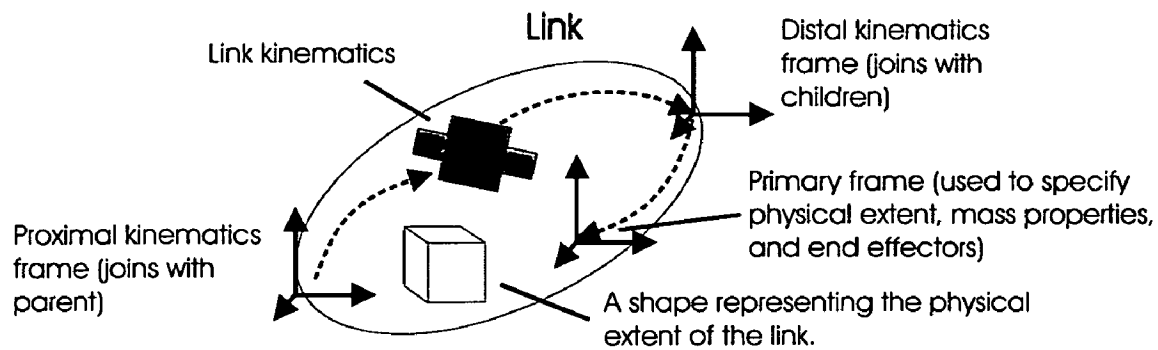 Link
Link kinematics
Distal kinematics
frame (joins with
children)
Primary frame (used to specify
physical extent, mass properties,
and end effectors)
Proximal kinematics
frame (joins with
parent)
A shape representing the physical
extent of the link.